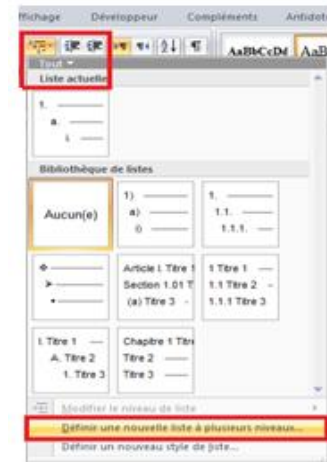 ffichage Développeur Compléments Antidot
AaBbCcDd AaB
Tout
Liste actuelle
1.
a.
i.
Bibliothèque de listes
Aucun(e)
1)
a)
i)
1.
1.1.
1.1.1.
Article I. Titre 1
Section 1.01 T
(a) Titre 3
1 Titre 1
1.1 Titre 2
1.1.1 Titre 3
I. Titre 1
A. Titre 2
1. Titre 3
Chapitre 1 Titre
Titre 2
Titre 3
Modifier le niveau de liste
Définir une nouvelle liste à plusieurs niveaux...
Définir un nouveau style de liste...